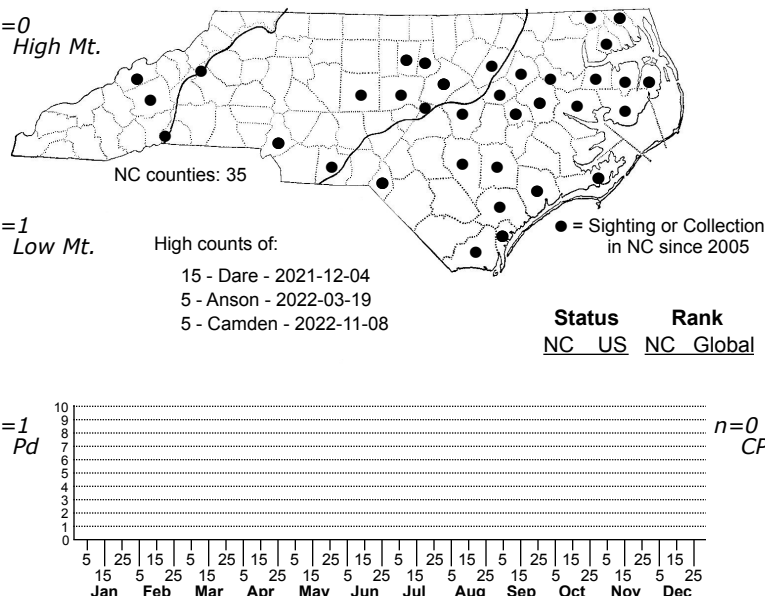 =0
High Mt.
NC counties: 35
=1
Low Mt.
High counts of:
15 - Dare - 2021-12-04
5 - Anson - 2022-03-19
5 - Camden - 2022-11-08
● = Sighting or Collection
in NC since 2005
Status Rank
NC US NC Global
=1
Pd
n=0
CP
10
9
8
7
6
5
4
3
2
1
0
5 25 15 5 25 15 5 25 15 5 25 15 5 25 15 5 25 15
15 5 25 15 5 25 15 5 25 15 5 25 15 5 25 15 5 25
Jan Feb Mar Apr May Jun Jul Aug Sep Oct Nov Dec